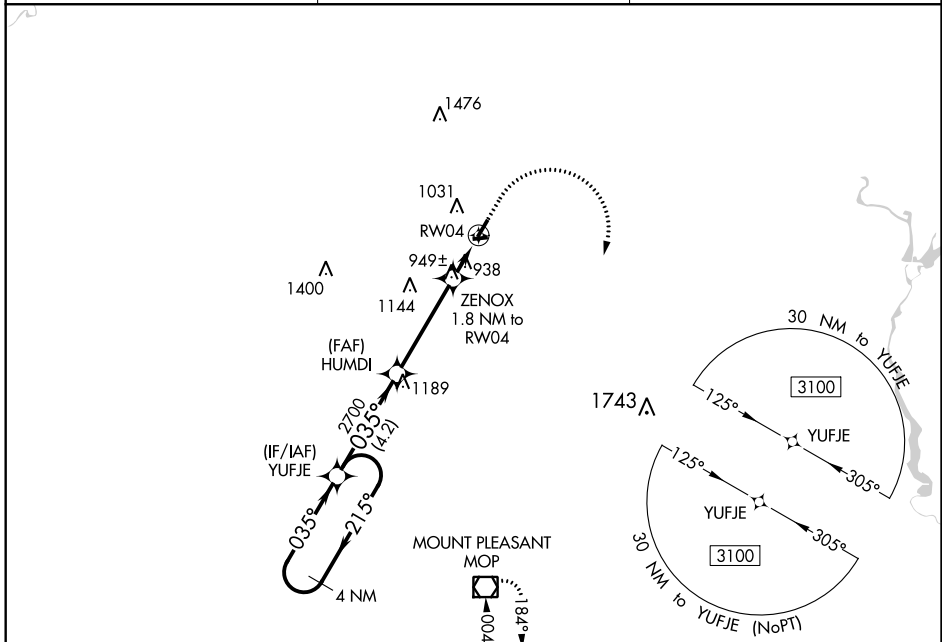 1476
1031
RW04
949±
938
1400
1144
ZENOX
1.8 NM to
RW04
(FAF)
HUMDI
1189
2700
035°
(4.2)
(IF/IAF)
YUFJE
035°
215°
4 NM
MOUNT PLEASANT
MOP
184°
004
1743
30 NM to YUFJE
3100
125°
YUFJE
305°
125°
YUFJE
305°
3100
30 NM to YUFJE (NoPT)